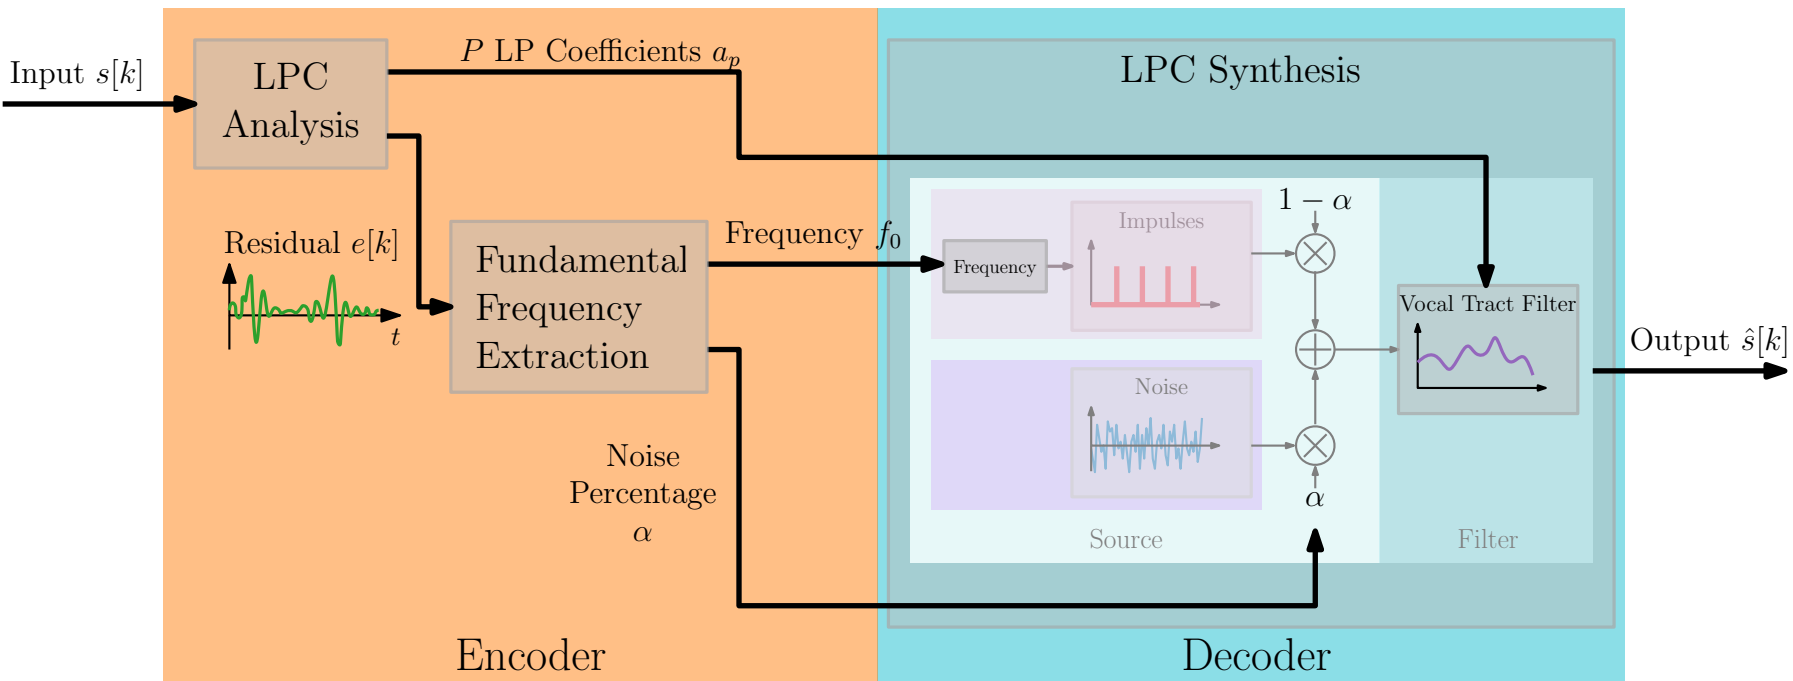 Input s[k]
LPC
Analysis
P LP Coefficients a_p
Residual e[k]
t
Fundamental
Frequency
Extraction
Frequency f_0
Noise
Percentage
α
Encoder
LPC Synthesis
Frequency
Impulses
1 − α
Noise
α
Source
Vocal Tract Filter
Filter
Decoder
Output ŝ[k]